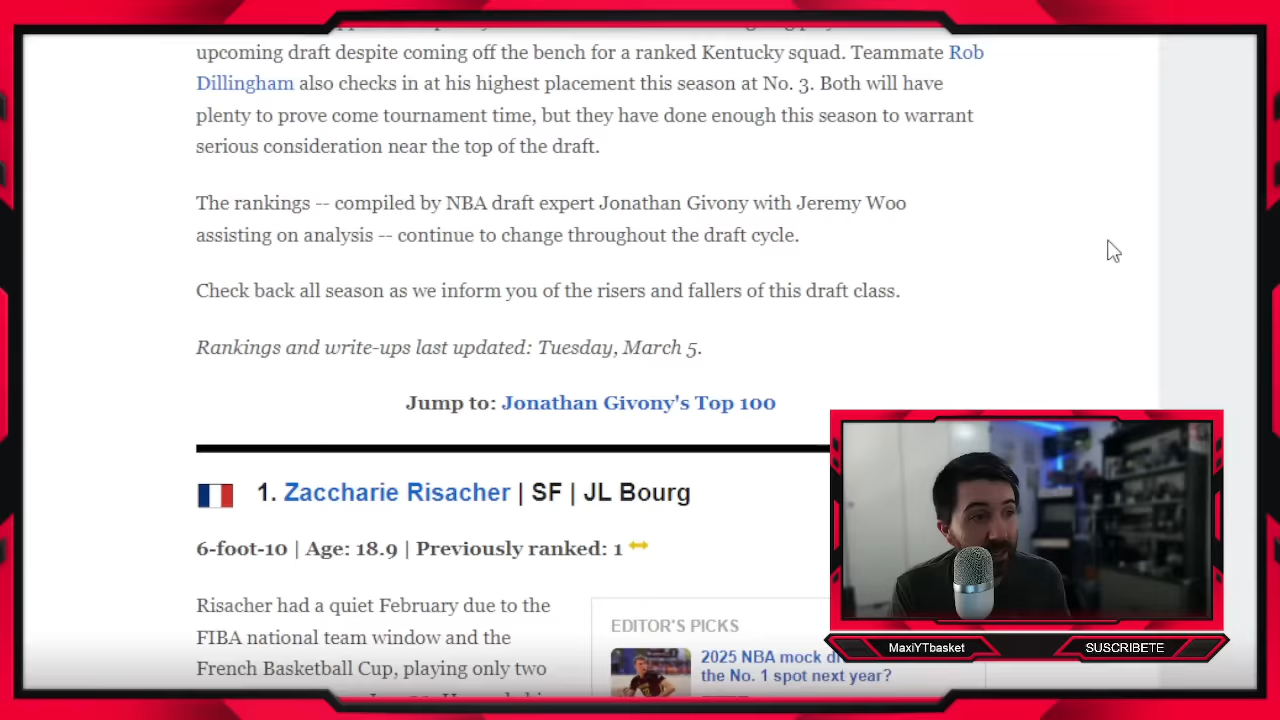 upcoming draft despite coming off the bench for a ranked Kentucky squad. Teammate Rob
Dillingham also checks in at his highest placement this season at No. 3. Both will have
plenty to prove come tournament time, but they have done enough this season to warrant
serious consideration near the top of the draft.
The rankings -- compiled by NBA draft expert Jonathan Givony with Jeremy Woo
assisting on analysis -- continue to change throughout the draft cycle.
Check back all season as we inform you of the risers and fallers of this draft class.
Rankings and write-ups last updated: Tuesday, March 5.
Jump to: Jonathan Givony's Top 100
1. Zaccharie Risacher | SF | JL Bourg
6-foot-10 | Age: 18.9 | Previously ranked: 1
Risacher had a quiet February due to the
FIBA national team window and the
French Basketball Cup, playing only two
EDITOR'S PICKS
2025 NBA mock
the No. 1 spot next year?
MaxiYTbasket
SUSCRIBETE